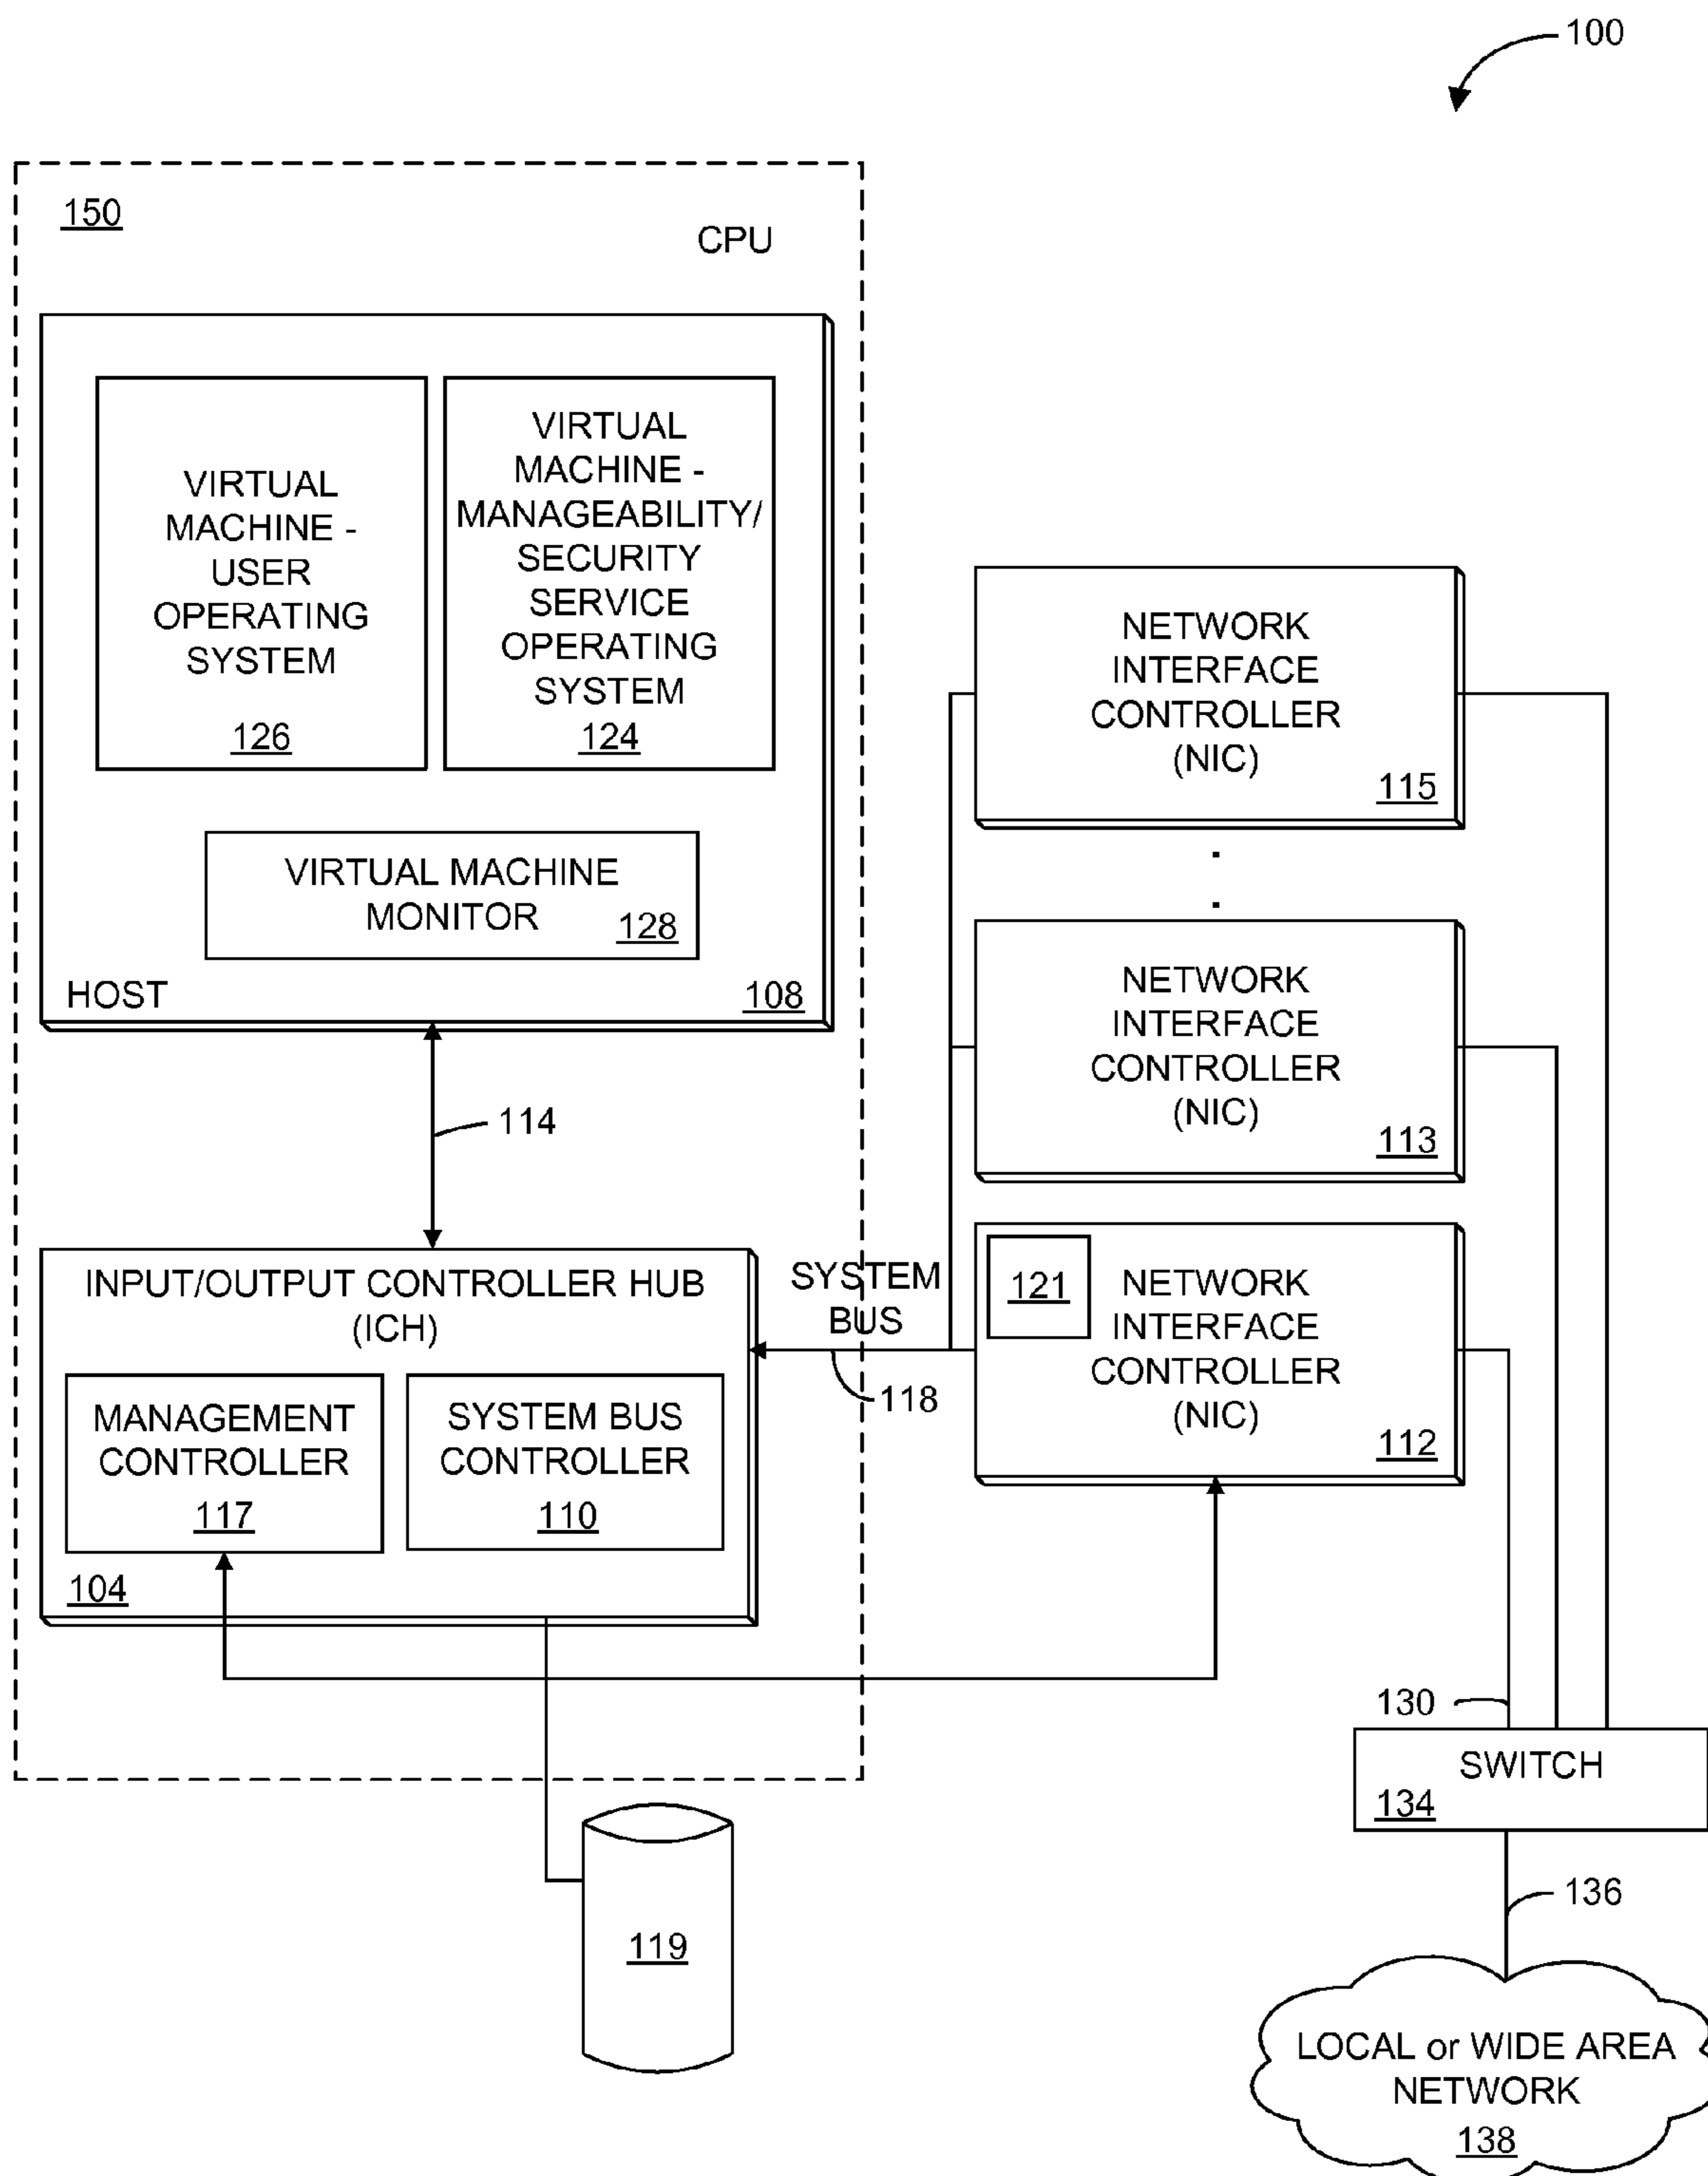 100
150
CPU
VIRTUAL
MACHINE -
USER
OPERATING
SYSTEM
126
VIRTUAL
MACHINE -
MANAGEABILITY/
SECURITY
SERVICE
OPERATING
SYSTEM
124
VIRTUAL MACHINE
MONITOR
128
HOST
108
114
INPUT/OUTPUT CONTROLLER HUB
(ICH)
MANAGEMENT
CONTROLLER
117
SYSTEM BUS
CONTROLLER
110
104
SYSTEM
BUS
118
NETWORK
INTERFACE
CONTROLLER
(NIC)
115
NETWORK
INTERFACE
CONTROLLER
(NIC)
113
121
NETWORK
INTERFACE
CONTROLLER
(NIC)
112
130
SWITCH
134
136
119
LOCAL or WIDE AREA
NETWORK
138